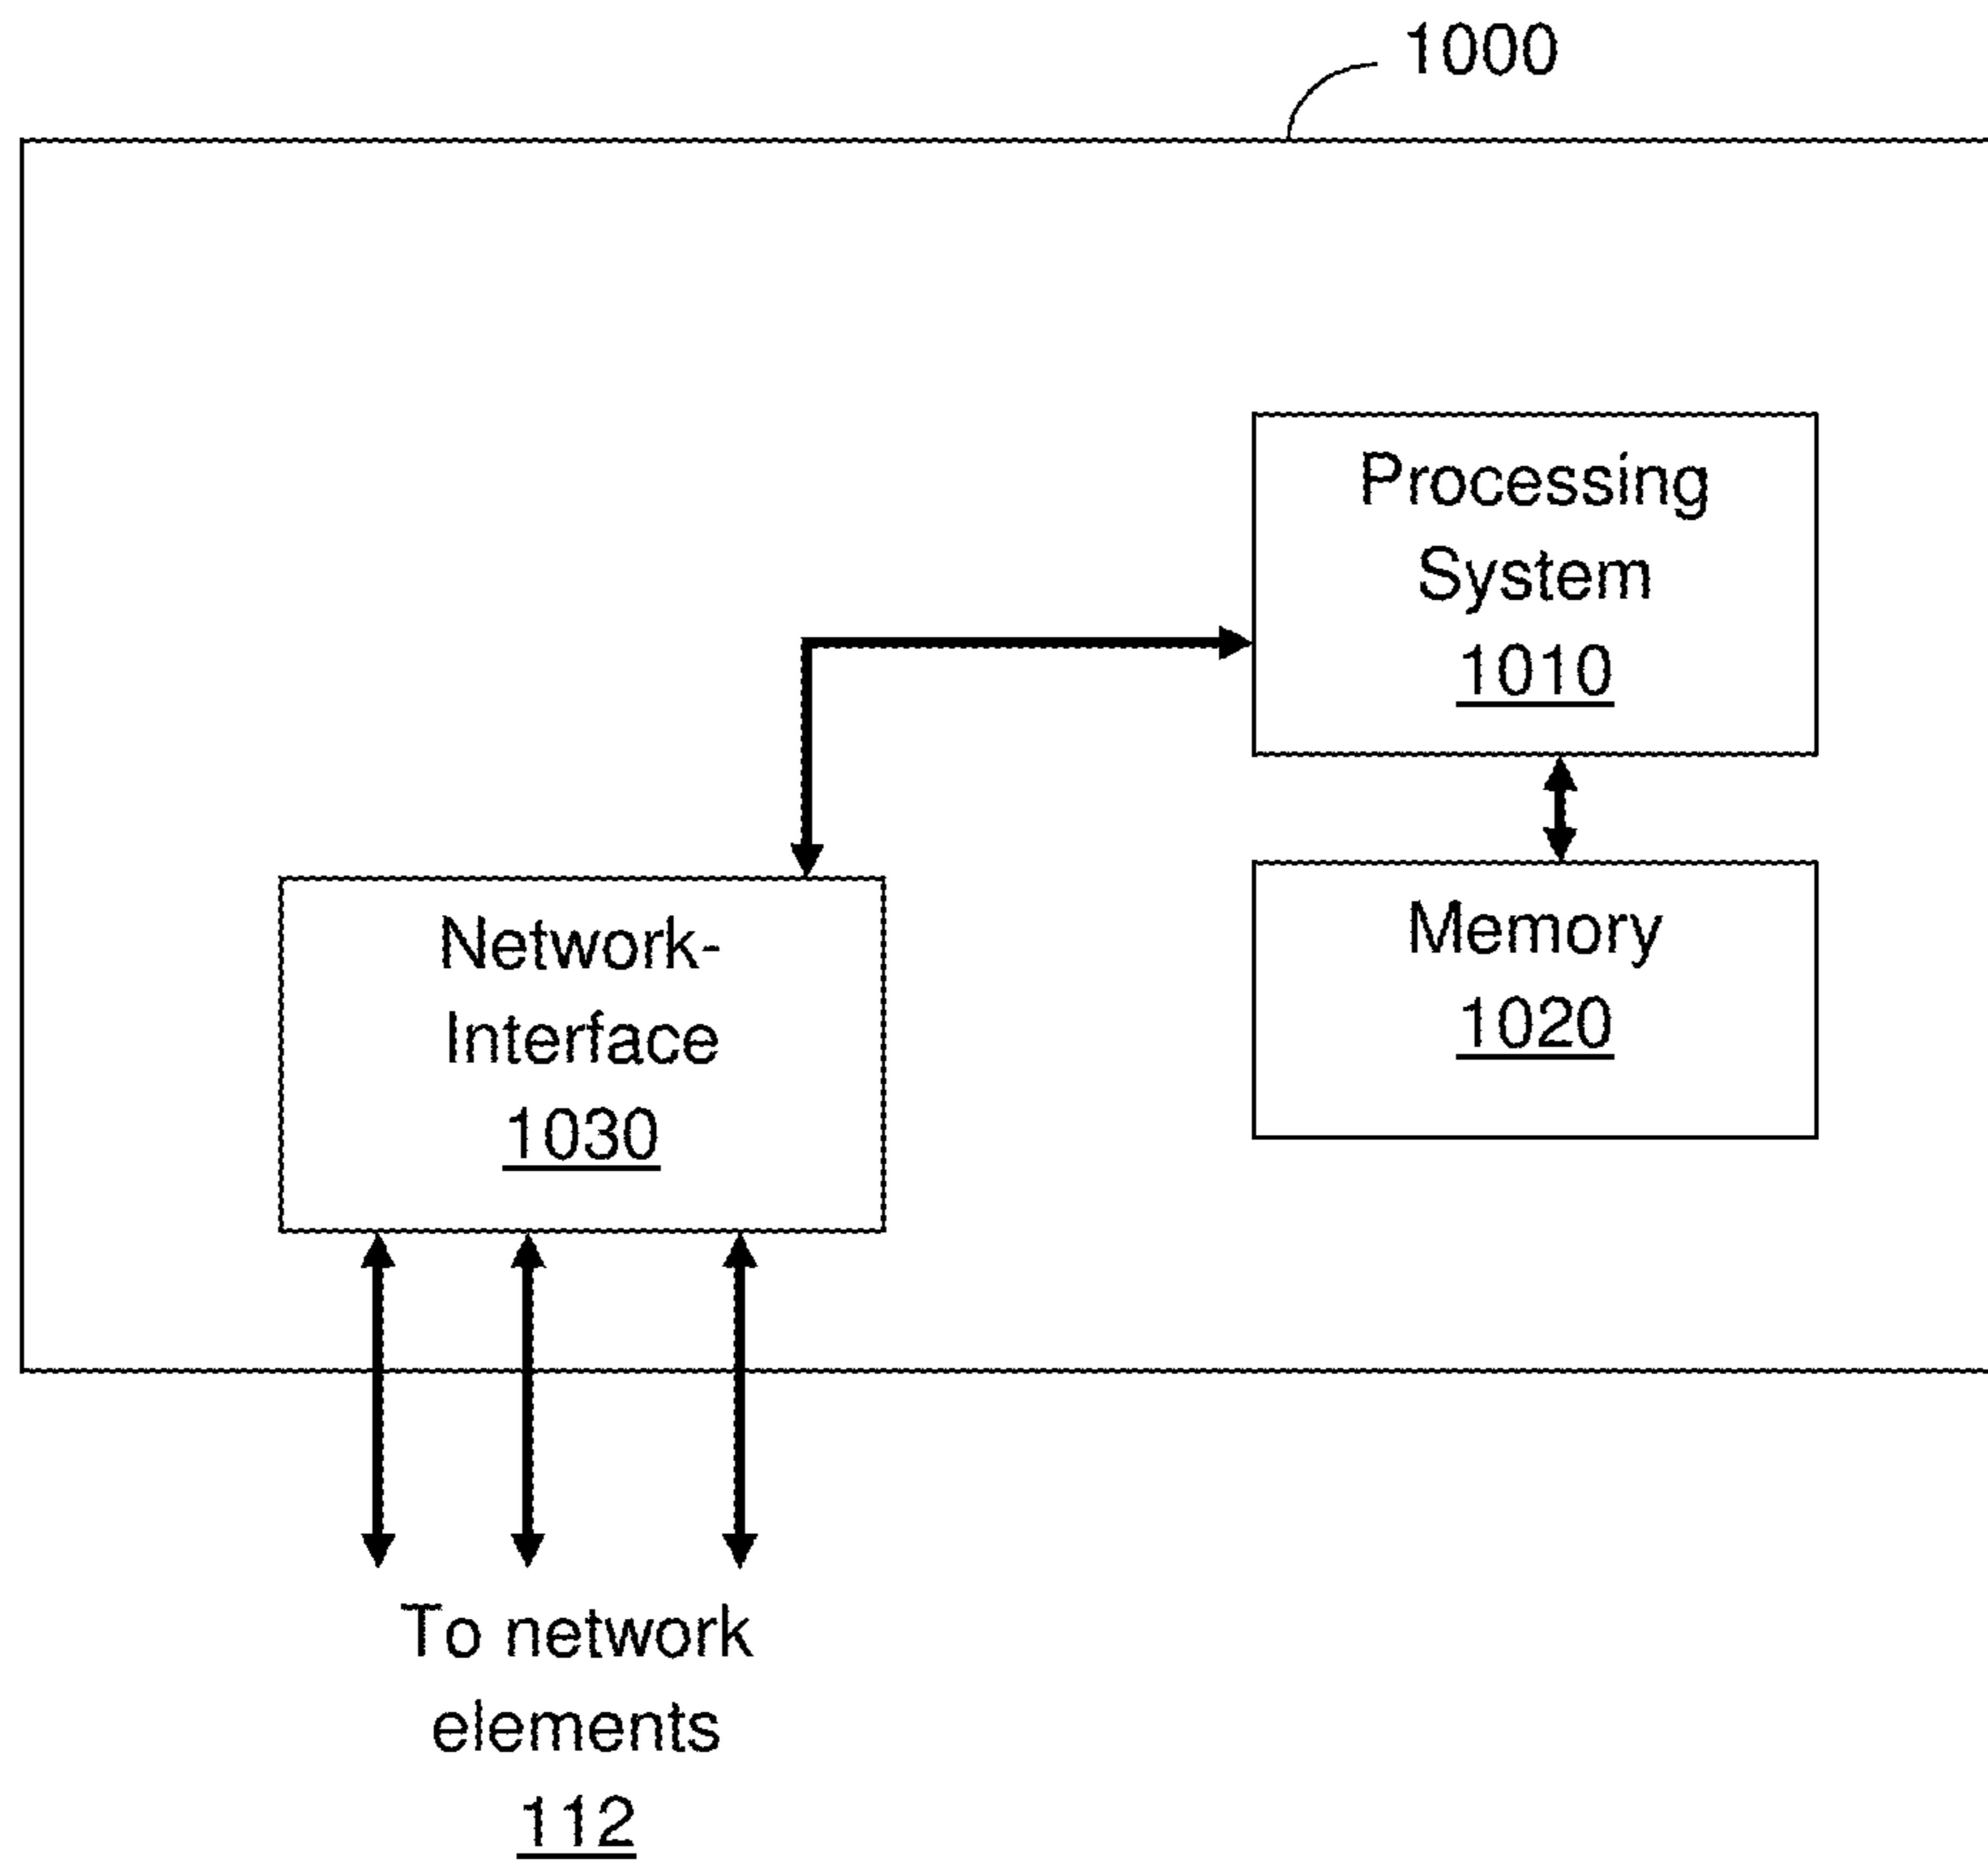 1000
Processing
System
1010
Memory
1020
Network-
Interface
1030
To network
elements
112